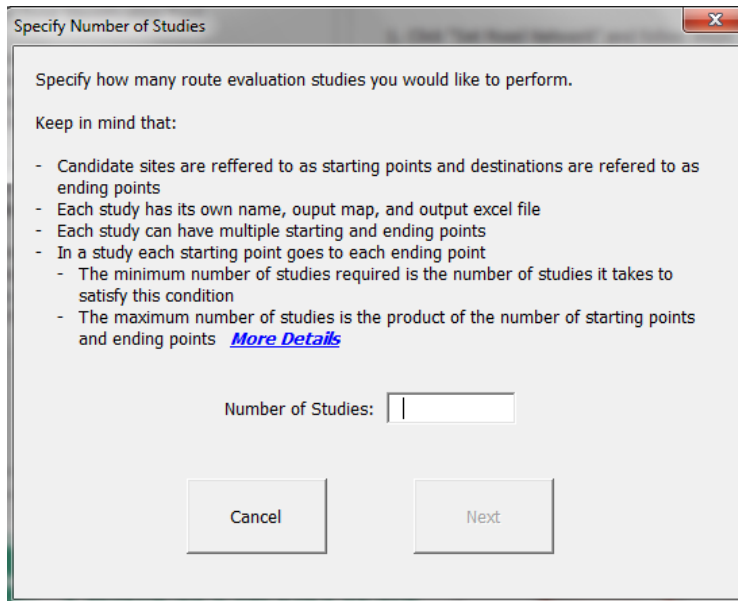 Specify Number of Studies
Specify how many route evaluation studies you would like to perform.
Keep in mind that:
- Candidate sites are reffered to as starting points and destinations are refered to as
ending points
- Each study has its own name, ouput map, and output excel file
- Each study can have multiple starting and ending points
- In a study each starting point goes to each ending point
- The minimum number of studies required is the number of studies it takes to
satisfy this condition
- The maximum number of studies is the product of the number of starting points
and ending points More Details
Number of Studies:
Cancel Next